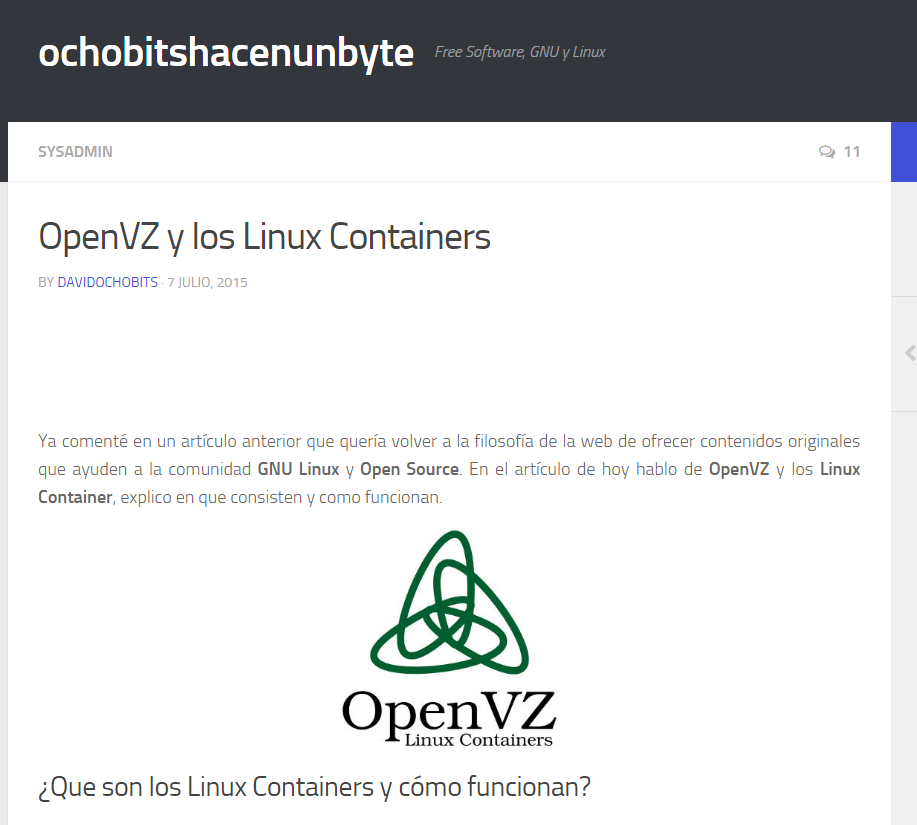 ochobitshacenunbyte Free Software, GNU y Linux
SYSADMIN 11
OpenVZ y los Linux Containers
BY DAVIDOCHOBITS · 7 JULIO, 2015
Ya comenté en un artículo anterior que quería volver a la filosofía de la web de ofrecer contenidos originales
que ayuden a la comunidad GNU Linux y Open Source. En el artículo de hoy hablo de OpenVZ y los Linux
Container, explico en que consisten y como funcionan.
OpenVZ
Linux Containers
¿Que son los Linux Containers y cómo funcionan?